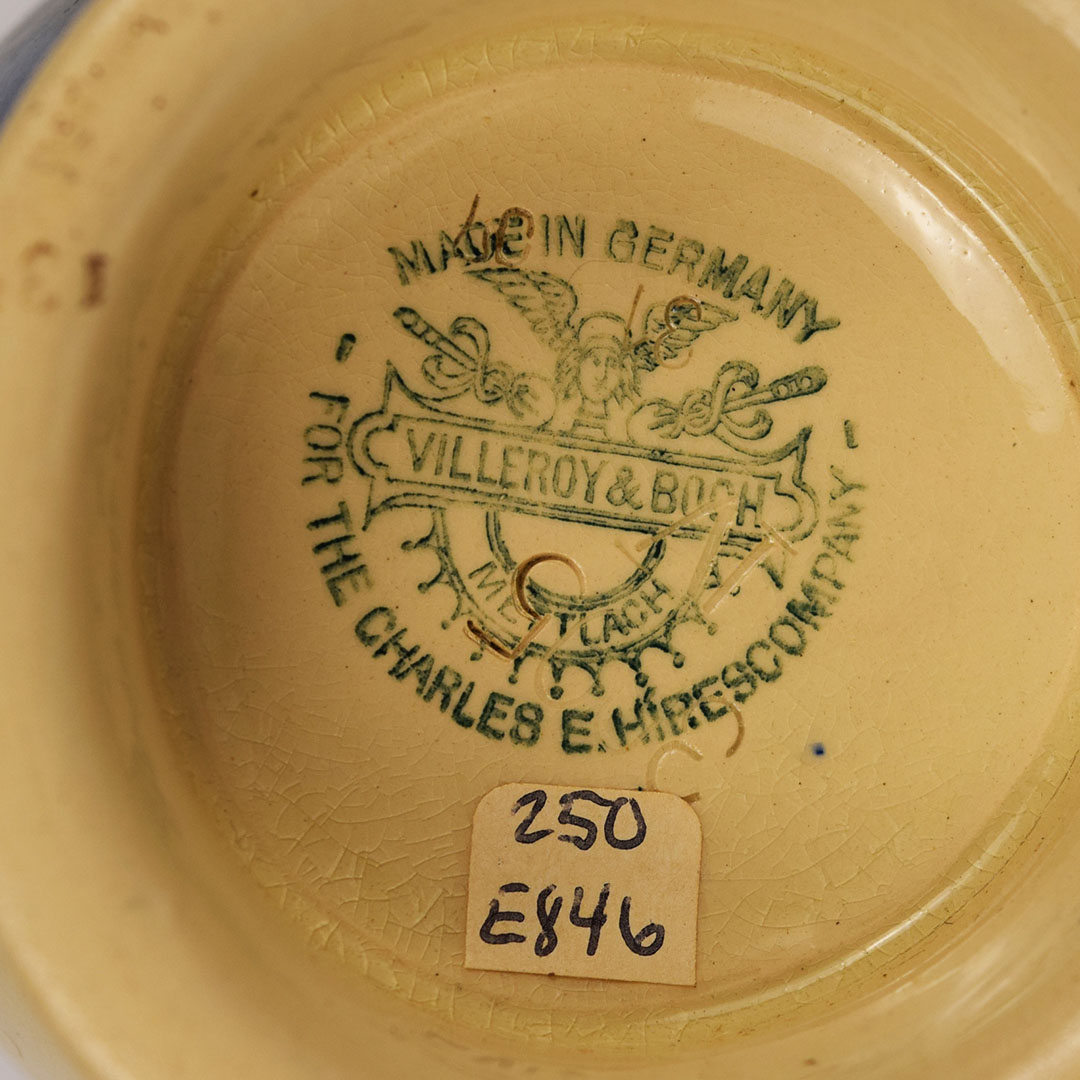 MADE IN GERMANY
VILLEROY & BOCH
METTLACH
- FOR THE CHARLES E. HIRES COMPANY -
250
E846